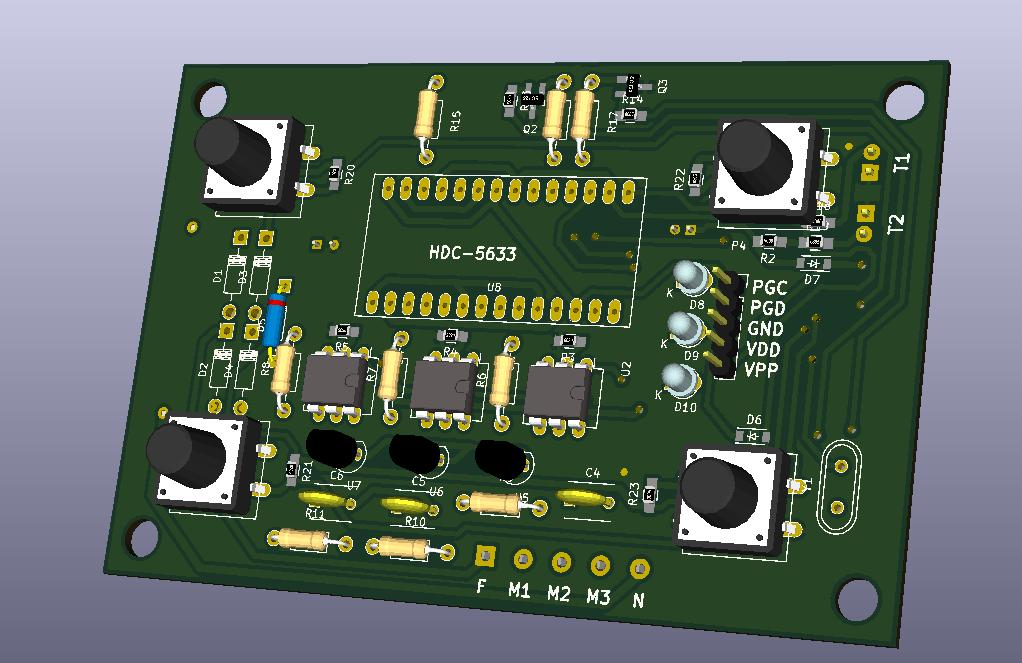 R15
Q2
R14
Q3
R17
R20
R22
T1
T2
HDC-5633
U8
P4
R2
D7
D1
D3
K
D8
PGC
PGD
GND
VDD
VPP
K
D9
K
D10
R5
R4
R3
U2
D2
D4
R8
R7
R6
D6
R21
C6
U7
C5
U6
C4
R23
R11
R10
F
M1
M2
M3
N